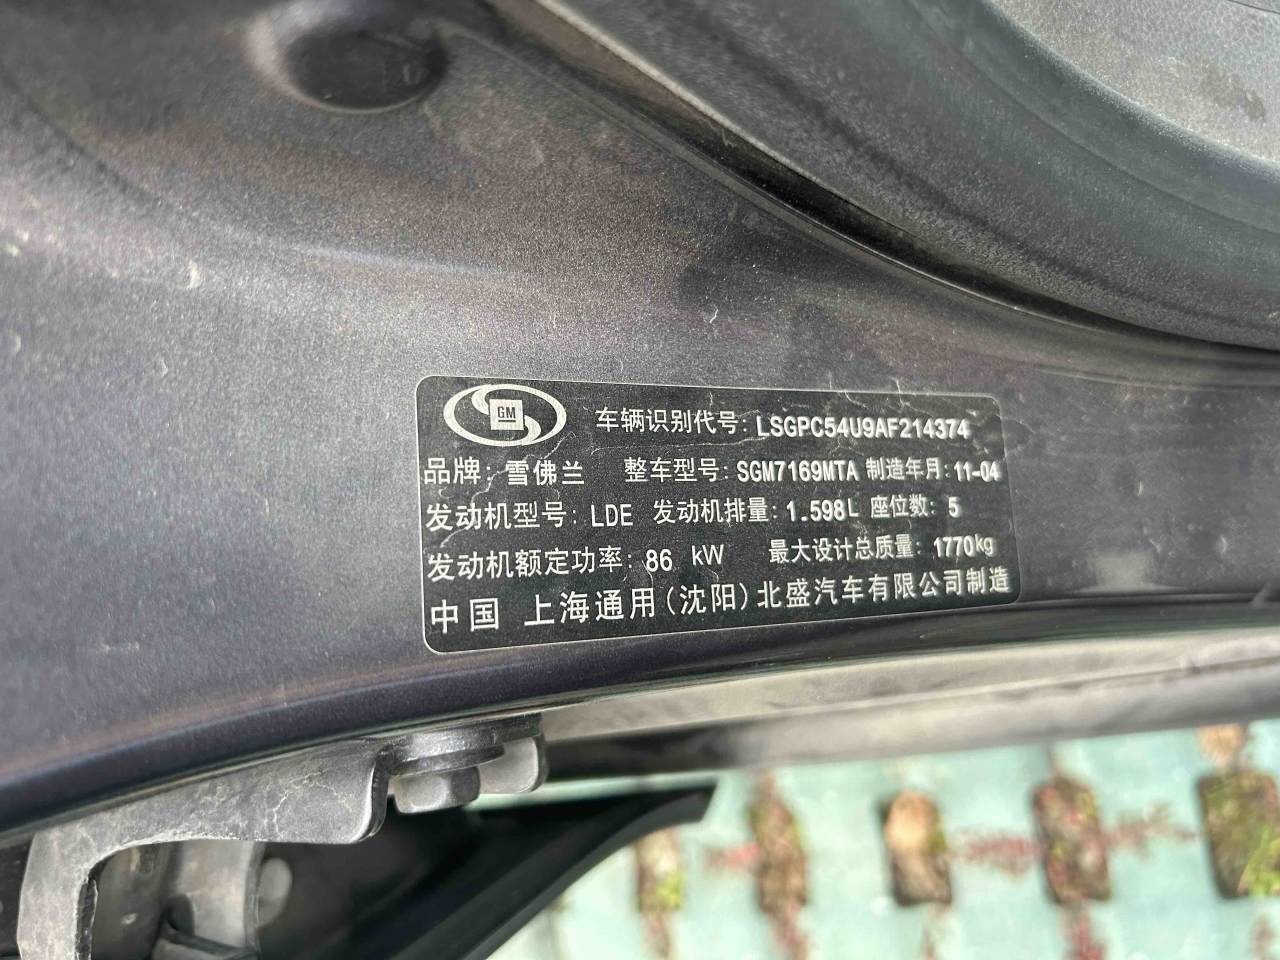 GM
车辆识别代号: LSGPC54U9AF214374
品牌: 雪佛兰 整车型号: SGM7169MTA 制造年月: 11-04
发动机型号: LDE 发动机排量: 1.598L 座位数: 5
发动机额定功率: 86 kW 最大设计总质量: 1770kg
中国 上海通用(沈阳)北盛汽车有限公司制造